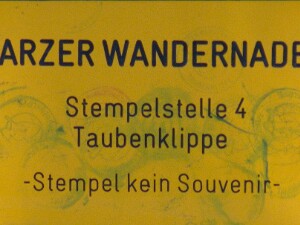 ARZER WANDERNADE
Stempelstelle 4
Taubenklippe
-Stempel kein Souvenir-